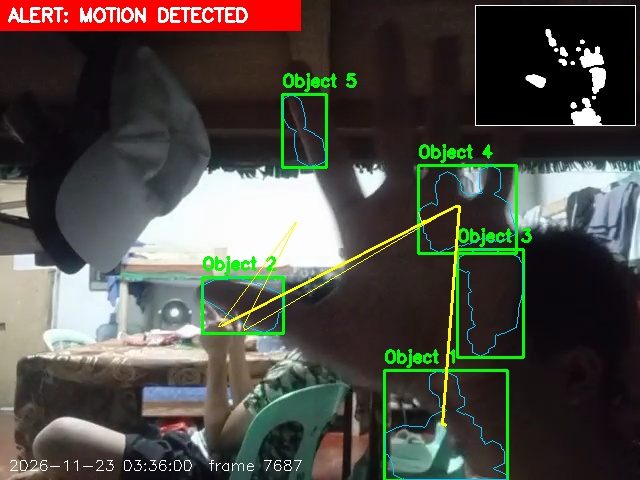 ALERT: MOTION DETECTED
Object 5
Object 4
Object 3
Object 2
Object 1
2026-11-23 03:36:00 frame 7687